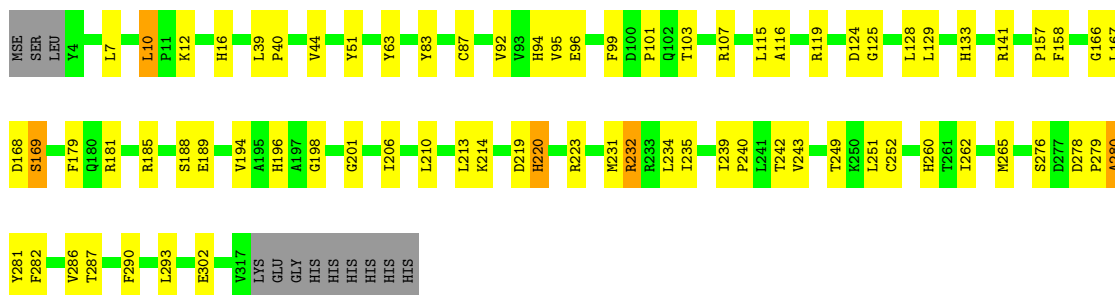 MSE SER LEU Y4 L7 L10 P11 K12 H16 L39 P40 V44 Y51 Y63 Y83 C87 V92 V93 H94 V95 E96 F99 D100 P101 Q102 T103 R107 L115 A116 R119 D124 G125 L128 L129 H133 R141 P157 F158 G166 L167
D168 S169 F179 Q180 R181 R185 S188 E189 V194 A195 H196 A197 G198 G201 I206 L210 L213 K214 D219 H220 R223 M231 R232 R233 L234 I235 I239 P240 L241 T242 V243 T249 K250 L251 C252 H260 T261 I262 M265 S276 D277 D278 P279 A280
Y281 F282 V286 T287 F290 L293 E302 V317 LYS GLU GLY HIS HIS HIS HIS HIS HIS